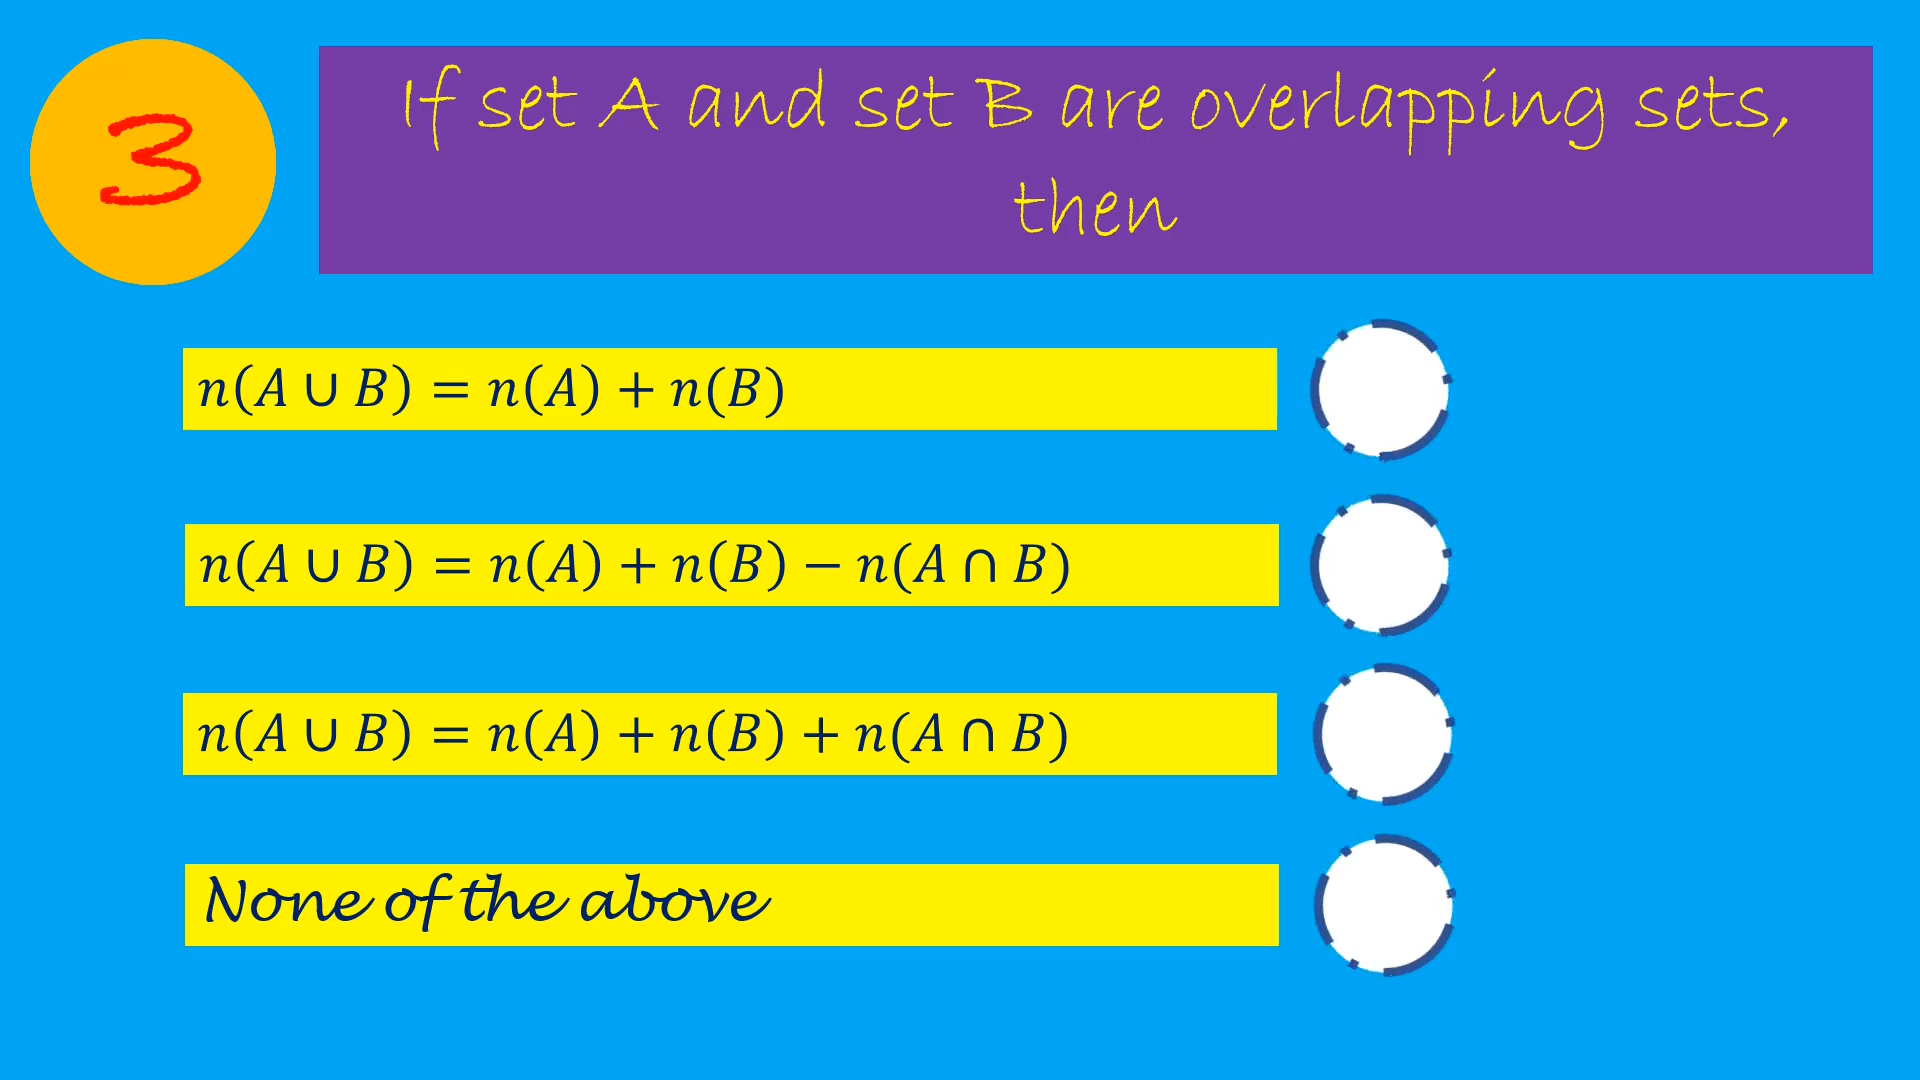 3
If set A and set B are overlapping sets,
then
n(A ∪ B) = n(A) + n(B)
n(A ∪ B) = n(A) + n(B) − n(A ∩ B)
n(A ∪ B) = n(A) + n(B) + n(A ∩ B)
None of the above